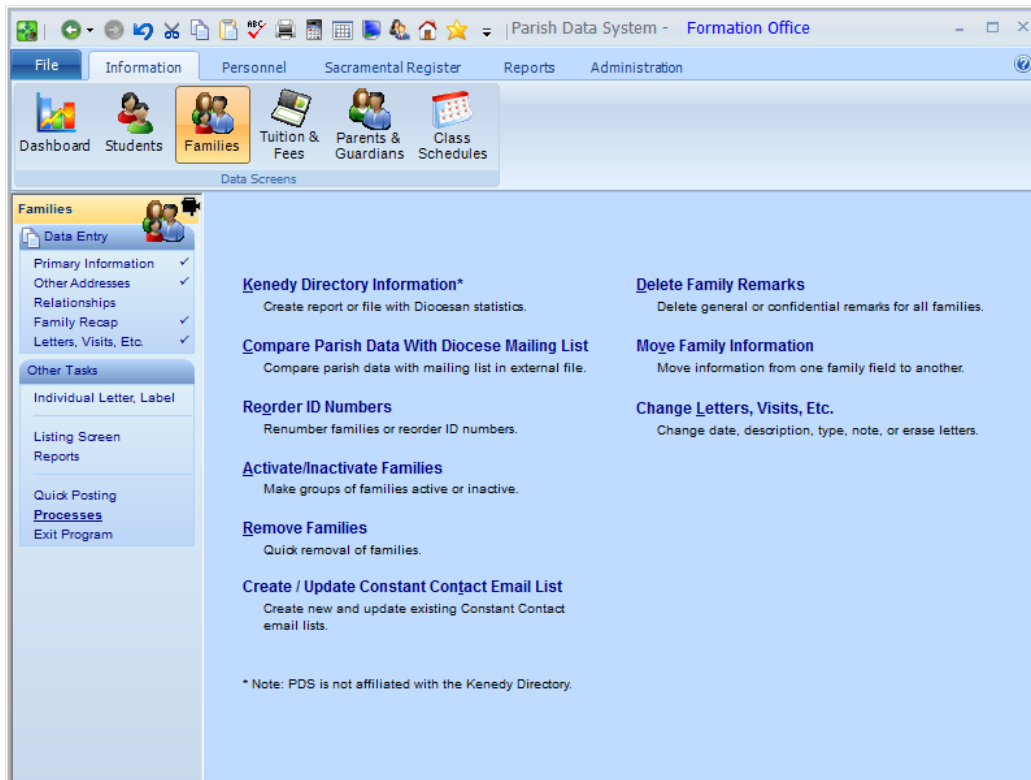 ABC
Parish Data System - Formation Office
File Information Personnel Sacramental Register Reports Administration
Dashboard
Students
Families
Tuition &
Fees
Parents &
Guardians
Class
Schedules
Data Screens
Families
Data Entry
Primary Information
Other Addresses
Relationships
Family Recap
Letters, Visits, Etc.
Other Tasks
Individual Letter, Label
Listing Screen
Reports
Quick Posting
Processes
Exit Program
Kenedy Directory Information*
Create report or file with Diocesan statistics.
Compare Parish Data With Diocese Mailing List
Compare parish data with mailing list in external file.
Reorder ID Numbers
Renumber families or reorder ID numbers.
Activate/Inactivate Families
Make groups of families active or inactive.
Remove Families
Quick removal of families.
Create / Update Constant Contact Email List
Create new and update existing Constant Contact
email lists.
* Note: PDS is not affiliated with the Kenedy Directory.
Delete Family Remarks
Delete general or confidential remarks for all families.
Move Family Information
Move information from one family field to another.
Change Letters, Visits, Etc.
Change date, description, type, note, or erase letters.